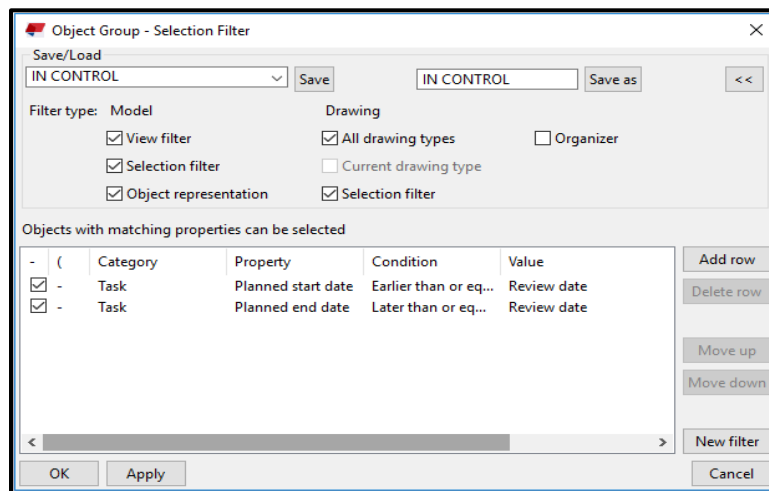 Object Group - Selection Filter
Save/Load
IN CONTROL Save IN CONTROL Save as <<
Filter type: Model Drawing
View filter All drawing types Organizer
Selection filter Current drawing type
Object representation Selection filter
Objects with matching properties can be selected
- ( Category Property Condition Value Add row
- Task Planned start date Earlier than or eq... Review date Delete row
- Task Planned end date Later than or eq... Review date
Move up
Move down
New filter
OK Apply Cancel